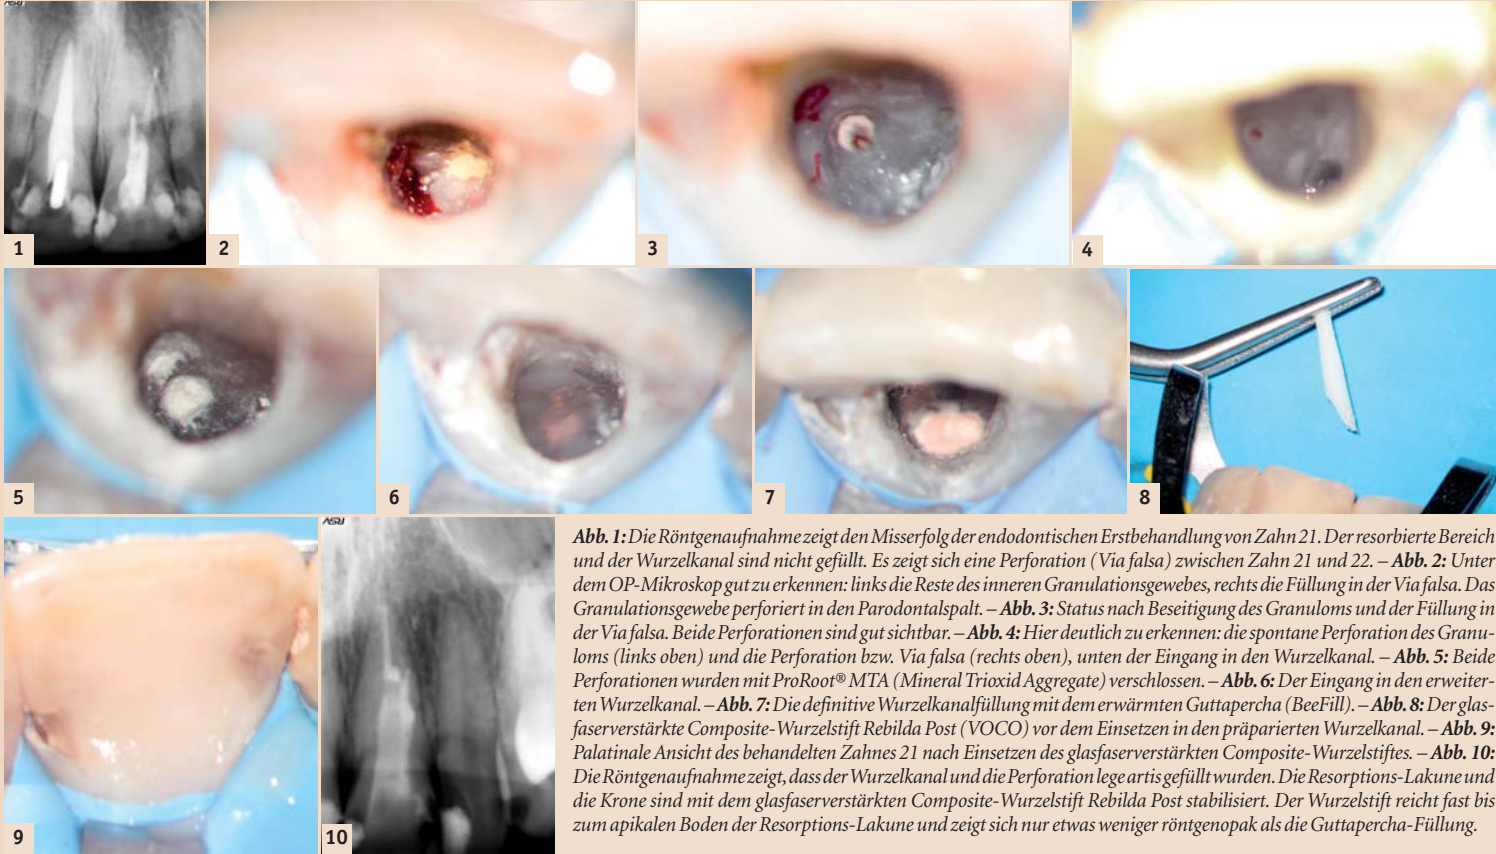 1
2
3
4
5
6
7
8
9
10
Abb. 1: Die Röntgenaufnahme zeigt den Misserfolg der endodontischen Erstbehandlung von Zahn 21. Der resorbierte Bereich
und der Wurzelkanal sind nicht gefüllt. Es zeigt sich eine Perforation (Via falsa) zwischen Zahn 21 und 22. – Abb. 2: Unter
dem OP-Mikroskop gut zu erkennen: links die Reste des inneren Granulationsgewebes, rechts die Füllung in der Via falsa. Das
Granulationsgewebe perforiert in den Parodontalspalt. – Abb. 3: Status nach Beseitigung des Granuloms und der Füllung in
der Via falsa. Beide Perforationen sind gut sichtbar. – Abb. 4: Hier deutlich zu erkennen: die spontane Perforation des Granu-
loms (links oben) und die Perforation bzw. Via falsa (rechts oben), unten der Eingang in den Wurzelkanal. – Abb. 5: Beide
Perforationen wurden mit ProRoot® MTA (Mineral Trioxid Aggregate) verschlossen. – Abb. 6: Der Eingang in den erweiter-
ten Wurzelkanal. – Abb. 7: Die definitive Wurzelkanalfüllung mit dem erwärmten Guttapercha (BeeFill). – Abb. 8: Der glas-
faserverstärkte Composite-Wurzelstift Rebilda Post (VOCO) vor dem Einsetzen in den präparierten Wurzelkanal. – Abb. 9:
Palatinale Ansicht des behandelten Zahnes 21 nach Einsetzen des glasfaserverstärkten Composite-Wurzelstiftes. – Abb. 10:
Die Röntgenaufnahme zeigt, dass der Wurzelkanal und die Perforation lege artis gefüllt wurden. Die Resorptions-Lakune und
die Krone sind mit dem glasfaserverstärkten Composite-Wurzelstift Rebilda Post stabilisiert. Der Wurzelstift reicht fast bis
zum apikalen Boden der Resorptions-Lakune und zeigt sich nur etwas weniger röntgenopak als die Guttapercha-Füllung.